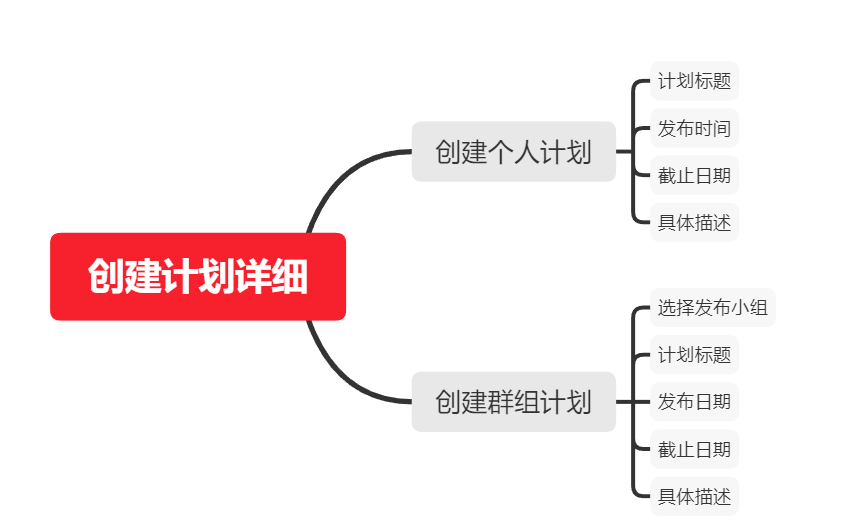 创建计划详细
创建个人计划
计划标题
发布时间
截止日期
具体描述
创建群组计划
选择发布小组
计划标题
发布日期
截止日期
具体描述